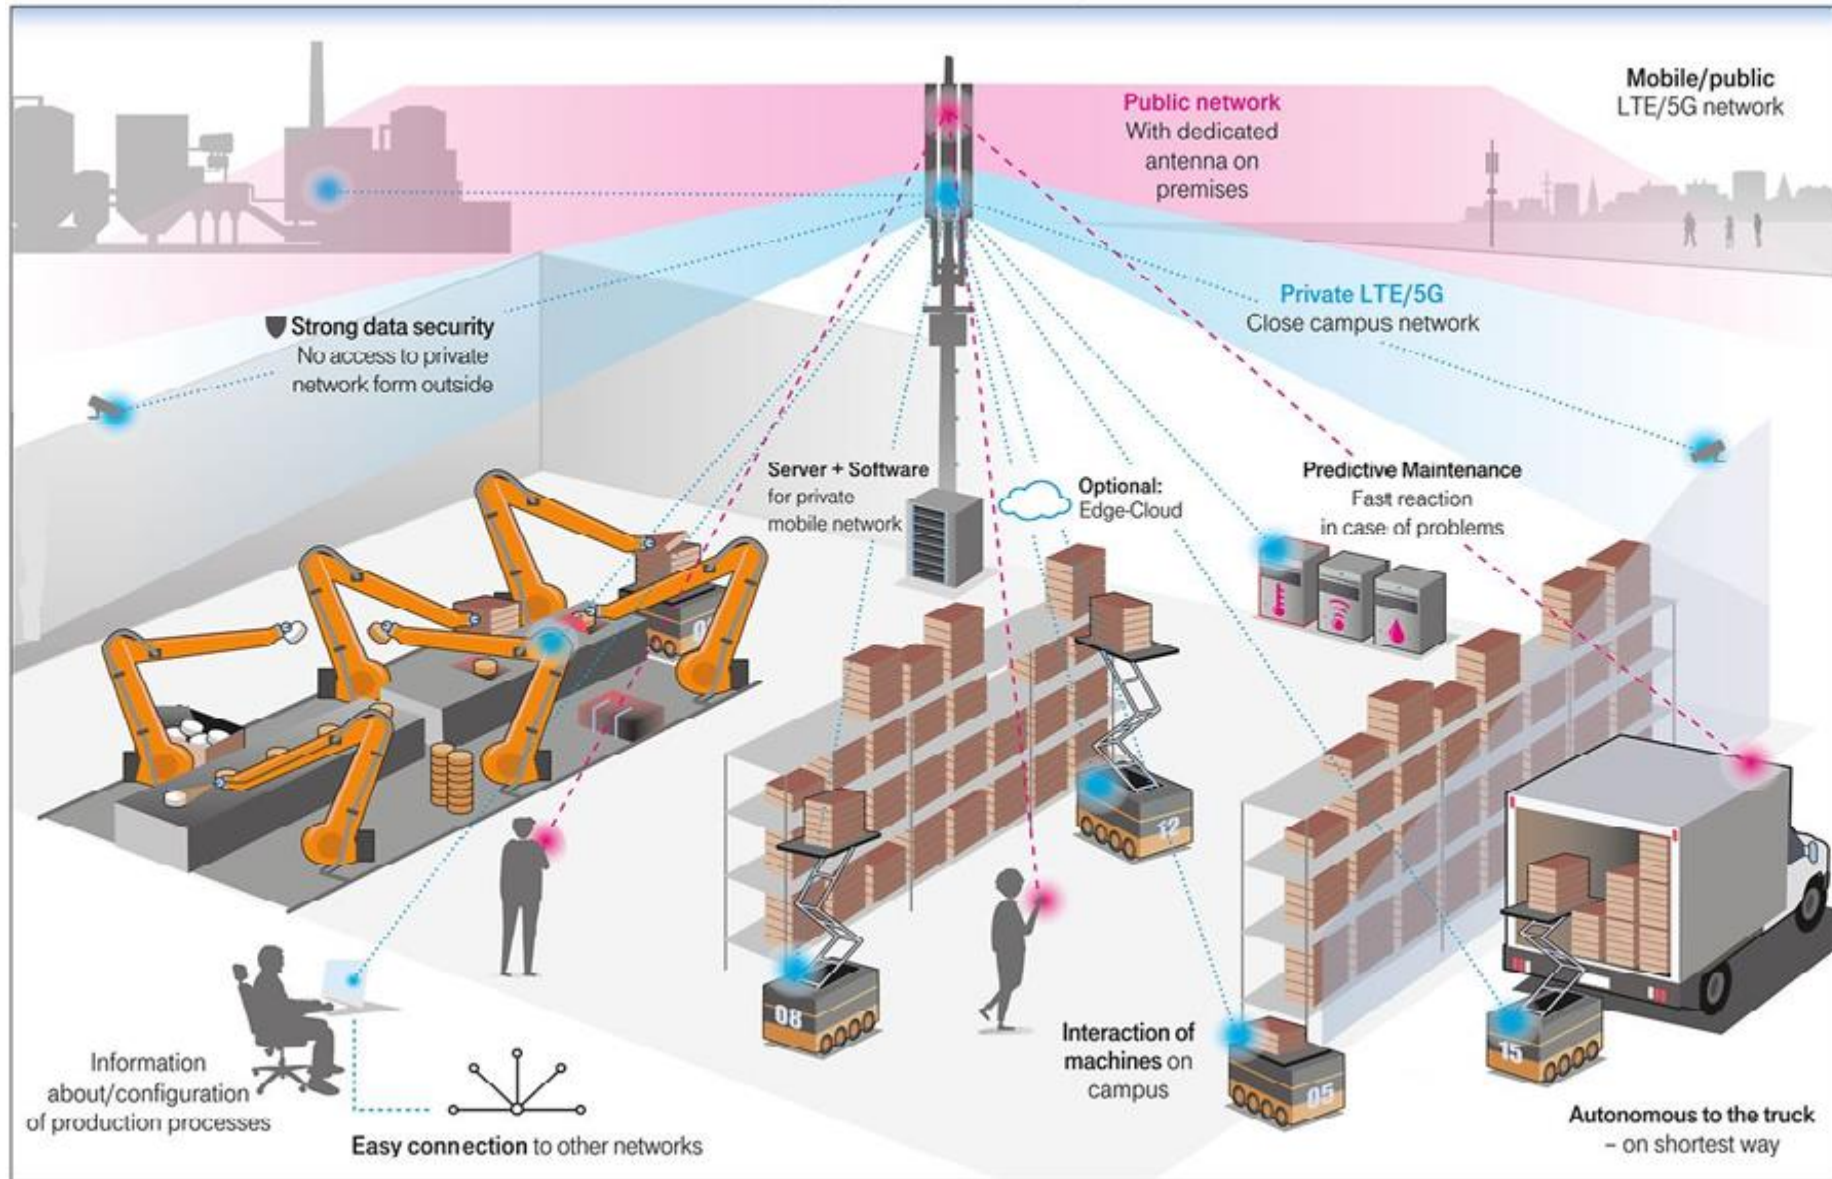 Mobile/public
LTE/5G network
Public network
With dedicated
antenna on
premises
Private LTE/5G
Close campus network
Strong data security
No access to private
network form outside
Server + Software
for private
mobile network
Optional:
Edge-Cloud
Predictive Maintenance
Fast reaction
in case of problems
12
08
15
05
Information
about/configuration
of production processes
Easy connection to other networks
Interaction of
machines on
campus
Autonomous to the truck
– on shortest way